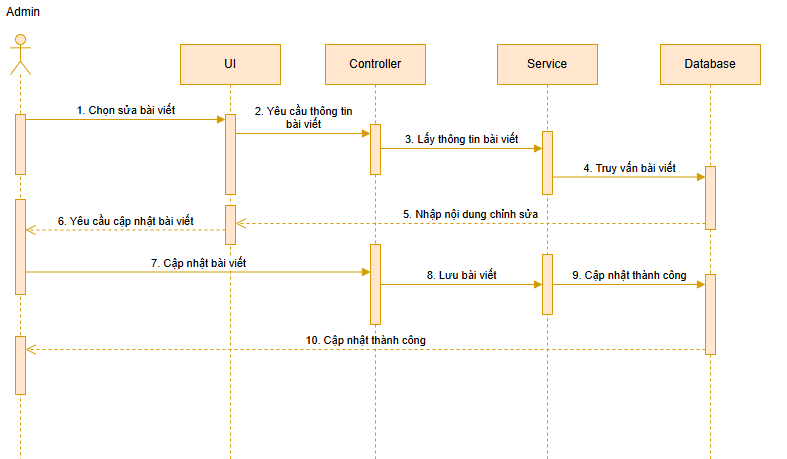 Admin
UI
Controller
Service
Database
1. Chọn sửa bài viết
2. Yêu cầu thông tin
bài viết
3. Lấy thông tin bài viết
4. Truy vấn bài viết
5. Nhập nội dung chỉnh sửa
6. Yêu cầu cập nhật bài viết
7. Cập nhật bài viết
8. Lưu bài viết
9. Cập nhật thành công
10. Cập nhật thành công